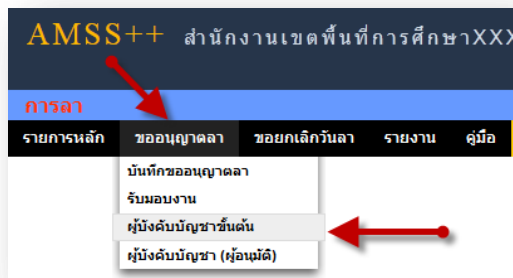 AMSS++ สำนักงานเขตพื้นที่การศึกษาXXX
การลา
รายการหลัก ขออนุญาตลา ขอยกเลิกวันลา รายงาน คู่มือ
บันทึกขออนุญาตลา
รับมอบงาน
ผู้บังคับบัญชาขั้นต้น
ผู้บังคับบัญชา (ผู้อนุมัติ)